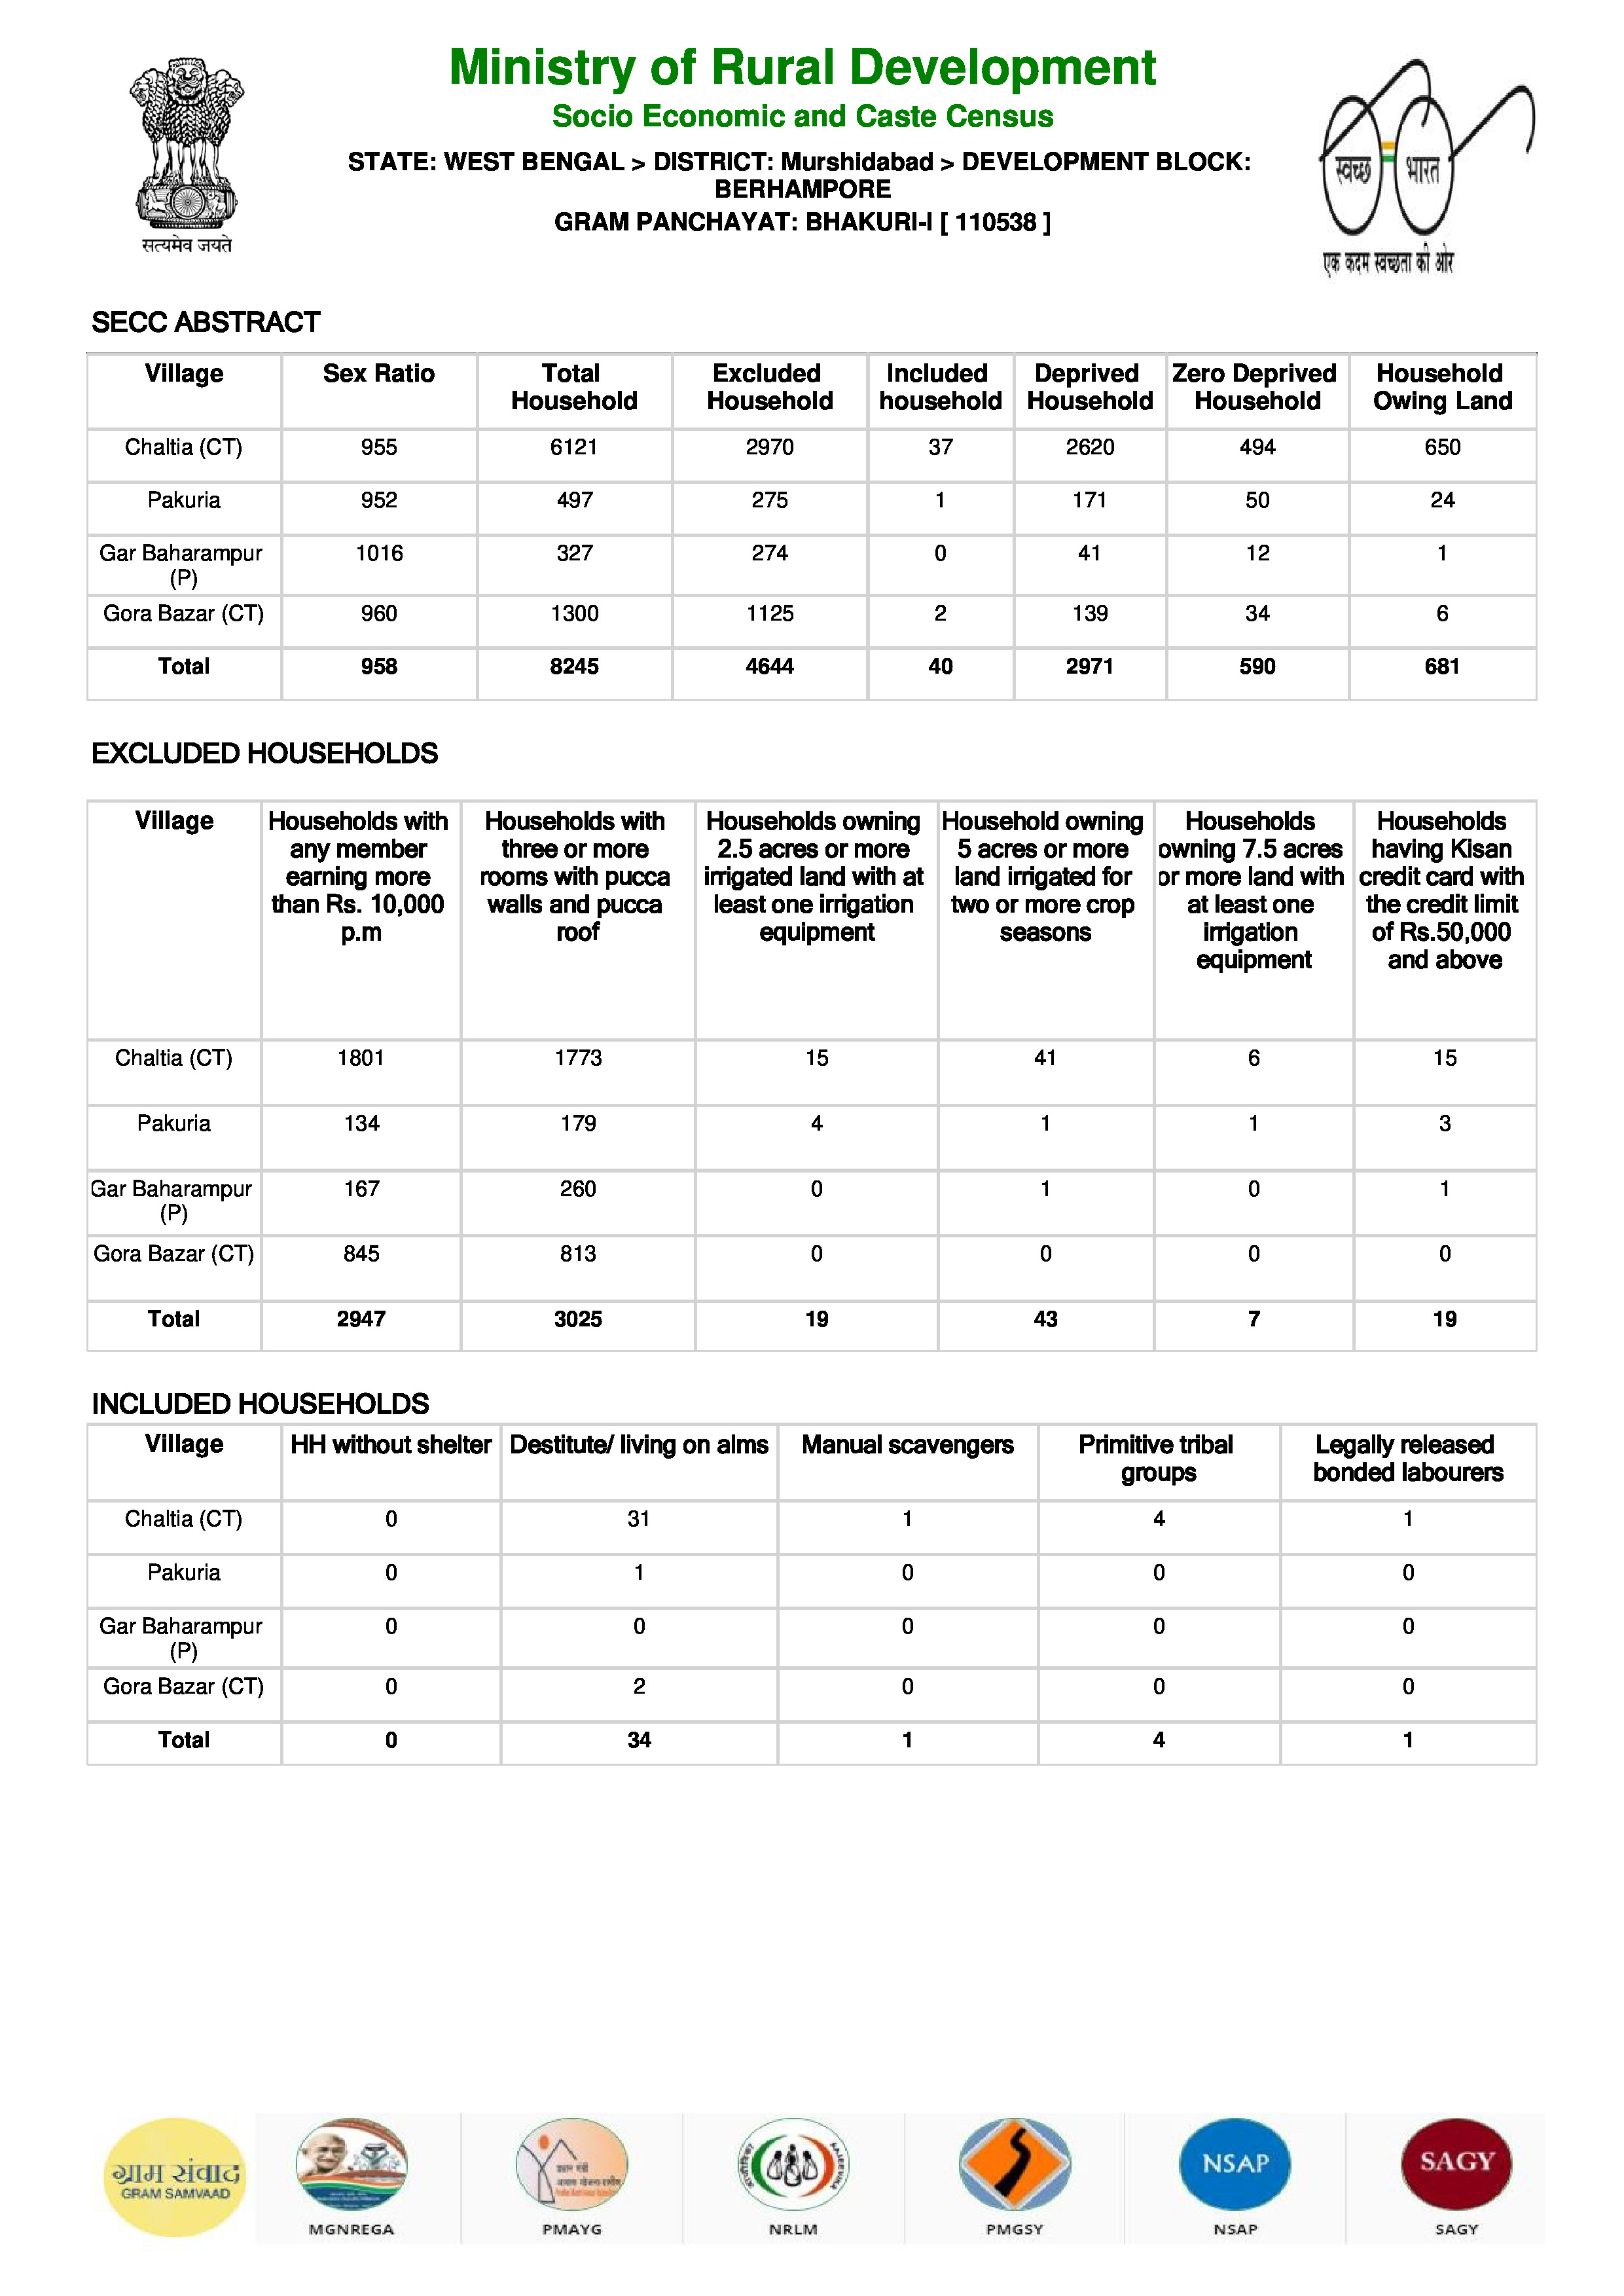 Ministry of Rural Development
Socio Economic and Caste Census
STATE: WEST BENGAL > DISTRICT: Murshidabad > DEVELOPMENT BLOCK:
BERHAMPORE
GRAM PANCHAYAT: BHAKURI-I [ 110538 ]
सत्यमेव जयते
स्वच्छ भारत
एक कदम स्वच्छता की ओर
SECC ABSTRACT
Village Sex Ratio Total Household Excluded Household Included household Deprived Household Zero Deprived Household Household Owing Land
Chaltia (CT) 955 6121 2970 37 2620 494 650
Pakuria 952 497 275 1 171 50 24
Gar Baharampur (P) 1016 327 274 0 41 12 1
Gora Bazar (CT) 960 1300 1125 2 139 34 6
Total 958 8245 4644 40 2971 590 681
EXCLUDED HOUSEHOLDS
Village Households with any member earning more than Rs. 10,000 p.m Households with three or more rooms with pucca walls and pucca roof Households owning 2.5 acres or more irrigated land with at least one irrigation equipment Household owning 5 acres or more land irrigated for two or more crop seasons Households owning 7.5 acres or more land with at least one irrigation equipment Households having Kisan credit card with the credit limit of Rs.50,000 and above
Chaltia (CT) 1801 1773 15 41 6 15
Pakuria 134 179 4 1 1 3
Gar Baharampur (P) 167 260 0 1 0 1
Gora Bazar (CT) 845 813 0 0 0 0
Total 2947 3025 19 43 7 19
INCLUDED HOUSEHOLDS
Village HH without shelter Destitute/ living on alms Manual scavengers Primitive tribal groups Legally released bonded labourers
Chaltia (CT) 0 31 1 4 1
Pakuria 0 1 0 0 0
Gar Baharampur (P) 0 0 0 0 0
Gora Bazar (CT) 0 2 0 0 0
Total 0 34 1 4 1
ग्राम संवाद
GRAM SAMVAAD
NSAP
SAGY
MGNREGA PMAYG NRLM PMGSY NSAP SAGY